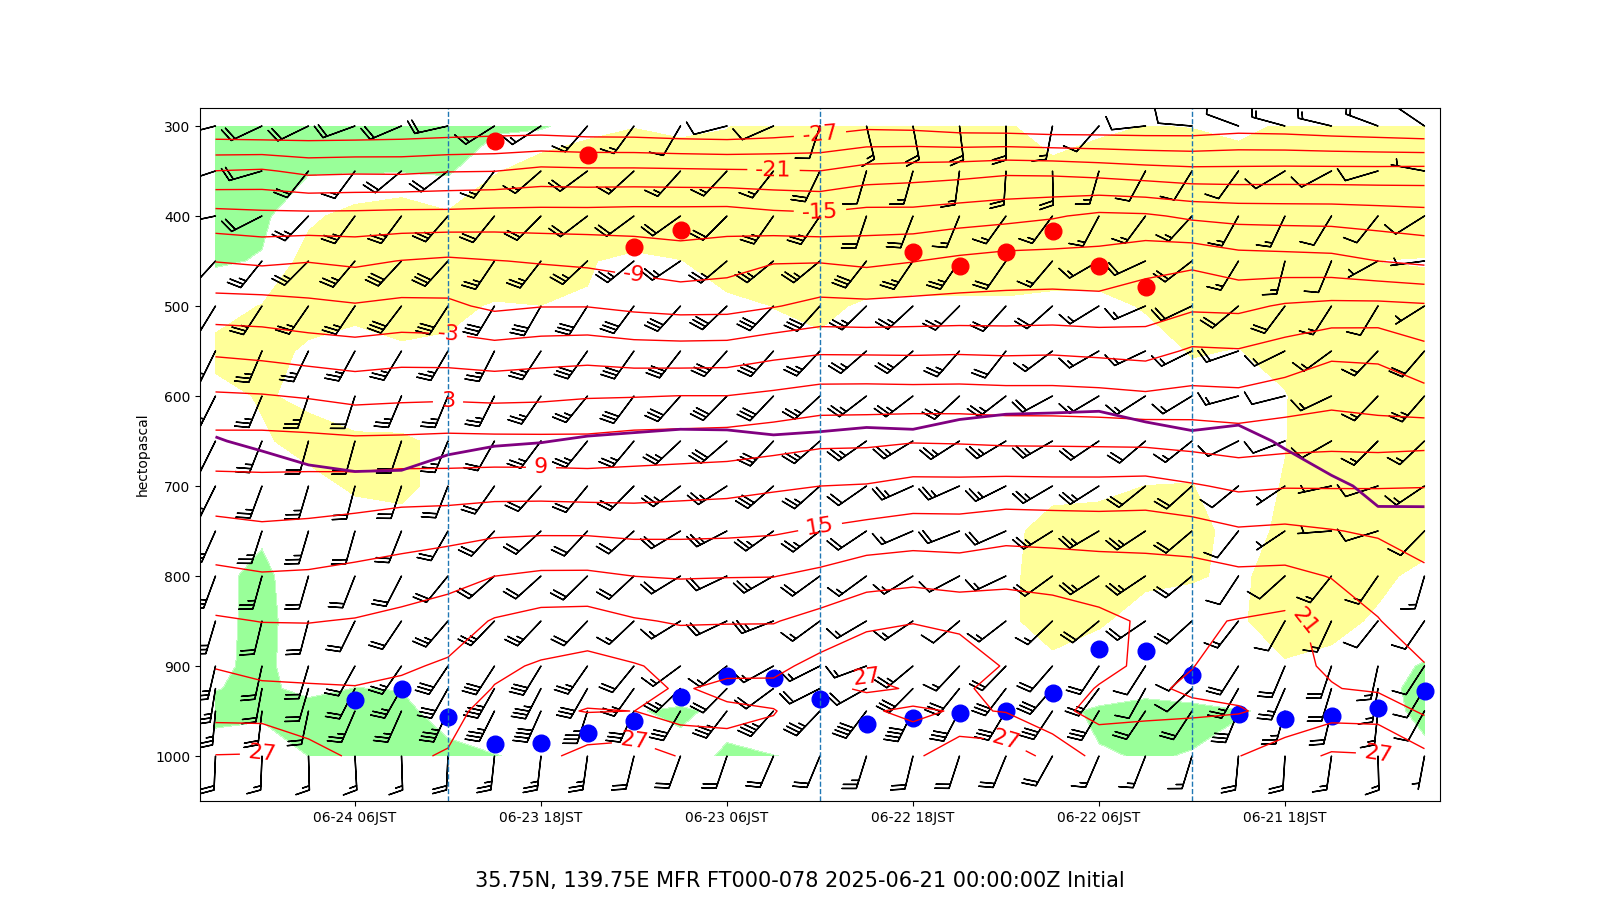 300
400
500
600
700
800
900
1000
hectopascal
-27
-21
-15
-9
-3
3
9
15
21
27
27
27
27
27
06-24 06JST
06-23 18JST
06-23 06JST
06-22 18JST
06-22 06JST
06-21 18JST
35.75N, 139.75E MFR FT000-078 2025-06-21 00:00:00Z Initial